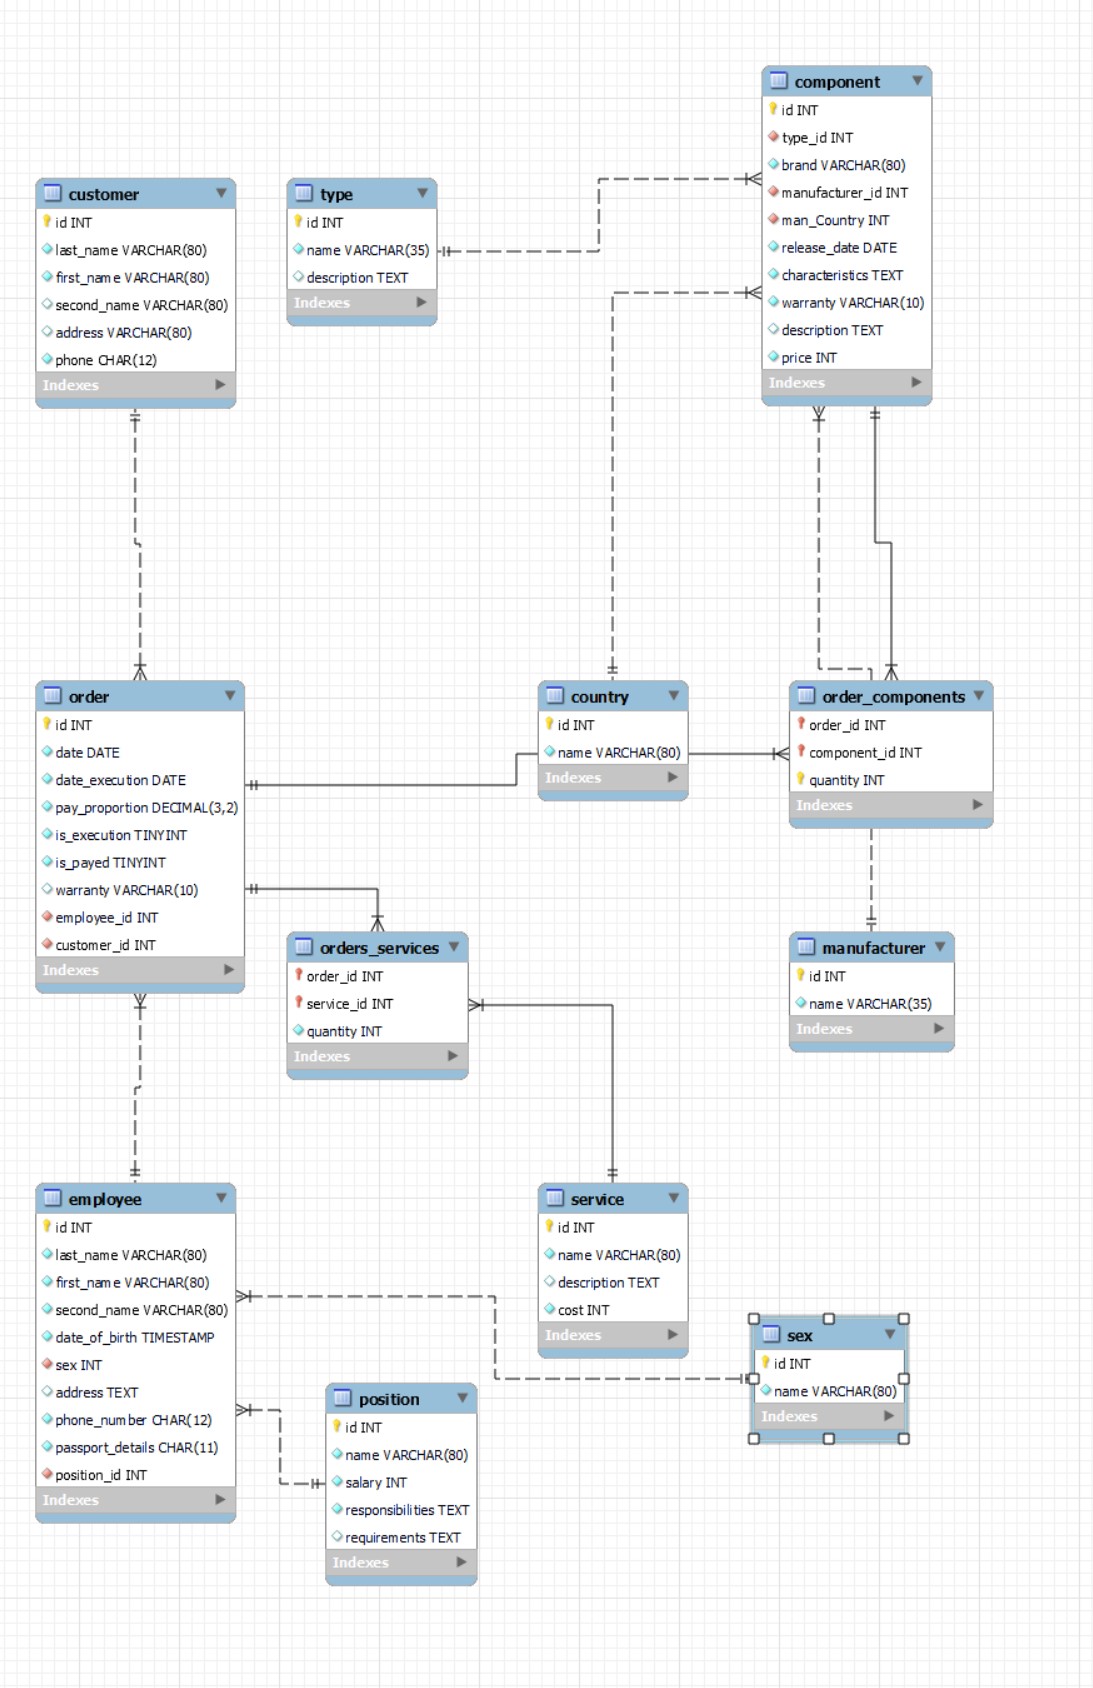 component
id INT
type_id INT
brand VARCHAR(80)
manufacturer_id INT
man_Country INT
release_date DATE
characteristics TEXT
warranty VARCHAR(10)
description TEXT
price INT
Indexes
customer
id INT
last_name VARCHAR(80)
first_name VARCHAR(80)
second_name VARCHAR(80)
address VARCHAR(80)
phone CHAR(12)
Indexes
type
id INT
name VARCHAR(35)
description TEXT
Indexes
order
id INT
date DATE
date_execution DATE
pay_proportion DECIMAL(3,2)
is_execution TINYINT
is_payed TINYINT
warranty VARCHAR(10)
employee_id INT
customer_id INT
Indexes
country
id INT
name VARCHAR(80)
Indexes
order_components
order_id INT
component_id INT
quantity INT
Indexes
orders_services
order_id INT
service_id INT
quantity INT
Indexes
manufacturer
id INT
name VARCHAR(35)
Indexes
employee
id INT
last_name VARCHAR(80)
first_name VARCHAR(80)
second_name VARCHAR(80)
date_of_birth TIMESTAMP
sex INT
address TEXT
phone_number CHAR(12)
passport_details CHAR(11)
position_id INT
Indexes
service
id INT
name VARCHAR(80)
description TEXT
cost INT
Indexes
sex
id INT
name VARCHAR(80)
Indexes
position
id INT
name VARCHAR(80)
salary INT
responsibilities TEXT
requirements TEXT
Indexes